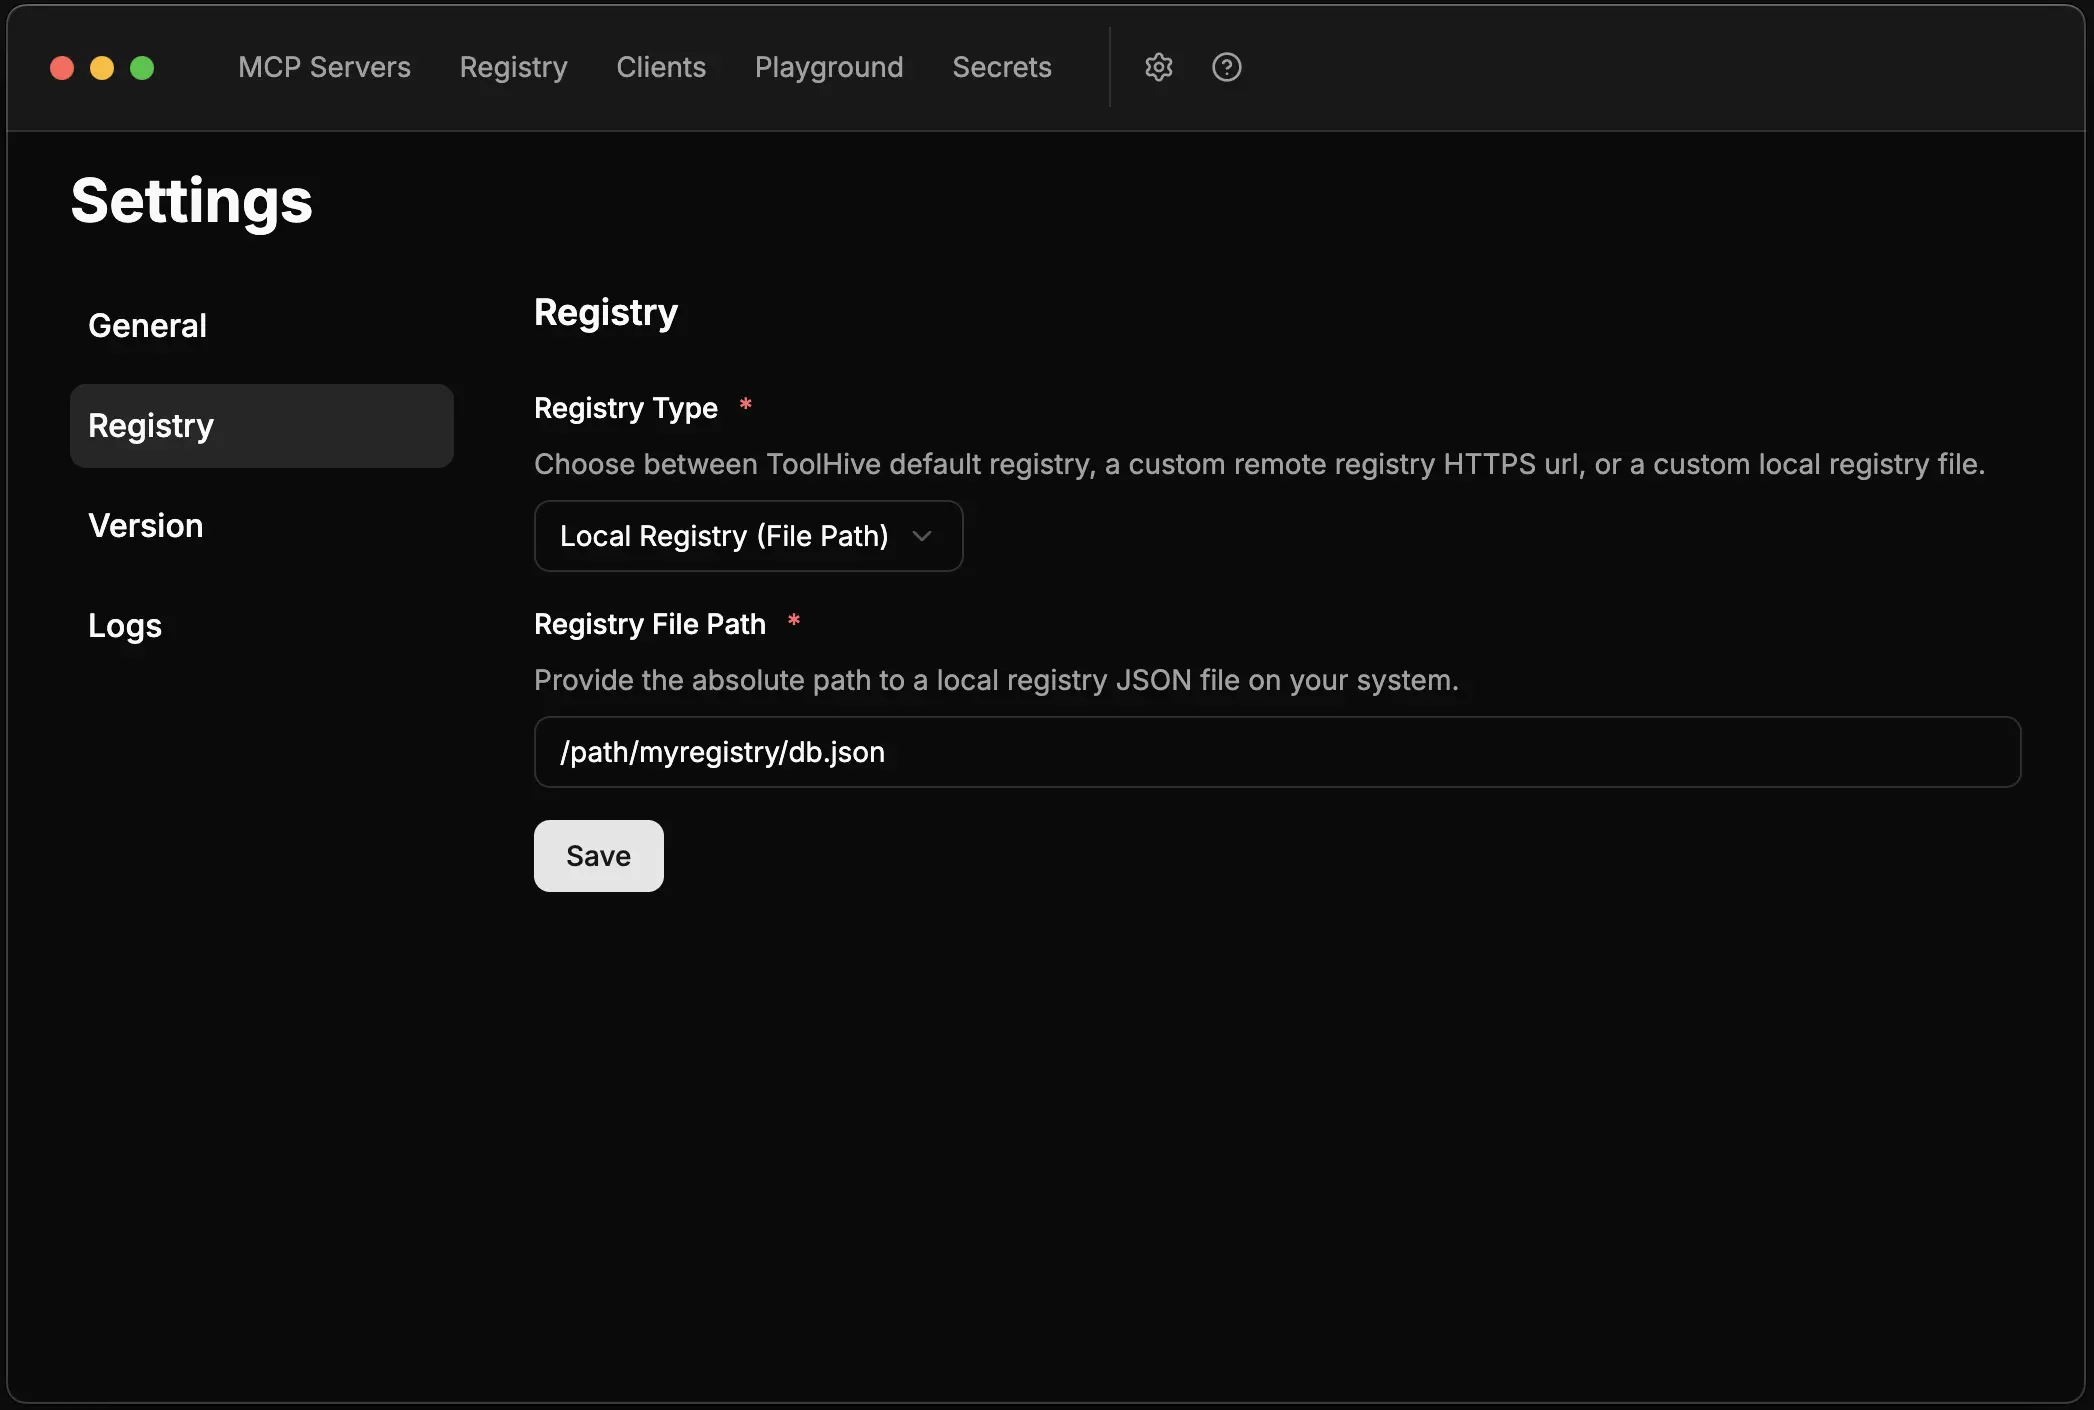 MCP Servers Registry Clients Playground Secrets
Settings
General
Registry
Version
Logs
Registry
Registry Type *
Choose between ToolHive default registry, a custom remote registry HTTPS url, or a custom local registry file.
Local Registry (File Path)
Registry File Path *
Provide the absolute path to a local registry JSON file on your system.
/path/myregistry/db.json
Save